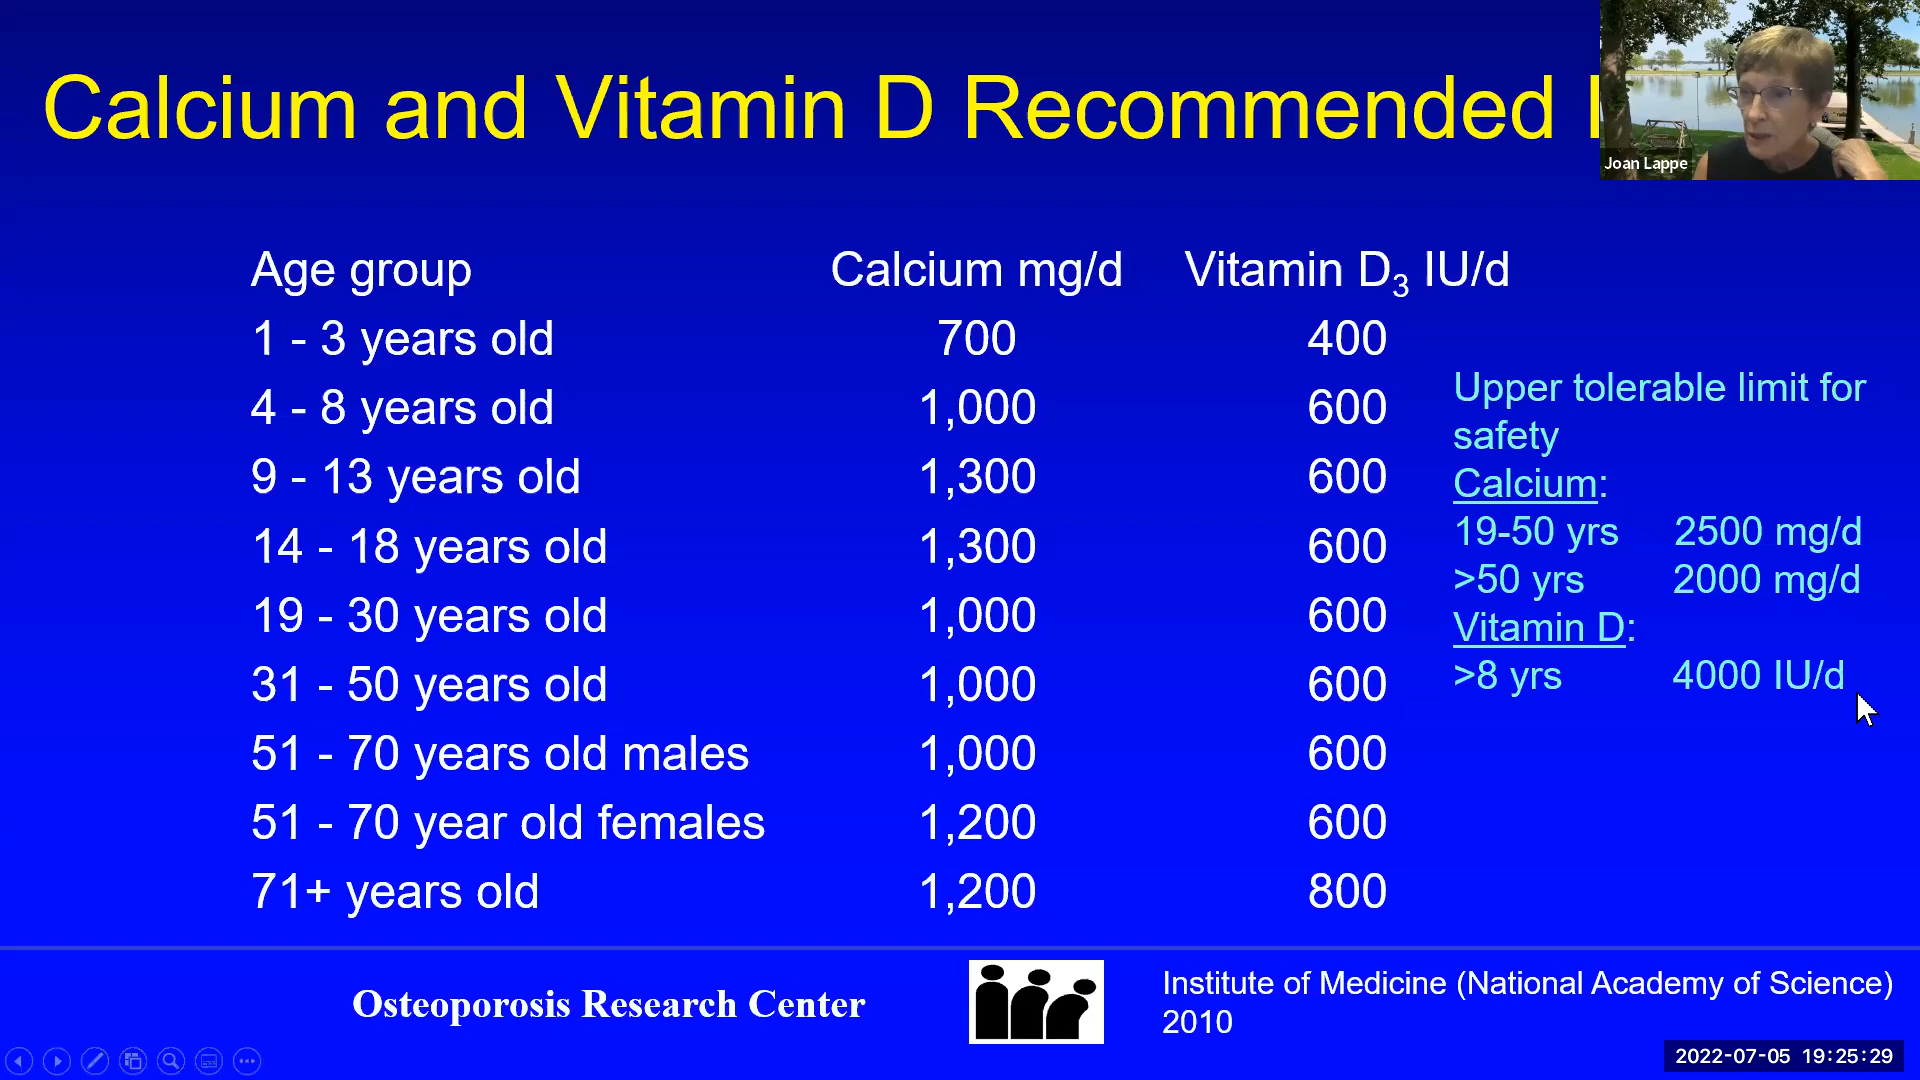 Calcium and Vitamin D Recommended
Joan Lappe
Age group Calcium mg/d Vitamin D3 IU/d
1 - 3 years old 700 400
4 - 8 years old 1,000 600
9 - 13 years old 1,300 600
14 - 18 years old 1,300 600
19 - 30 years old 1,000 600
31 - 50 years old 1,000 600
51 - 70 years old males 1,000 600
51 - 70 year old females 1,200 600
71+ years old 1,200 800
Upper tolerable limit for
safety
Calcium:
19-50 yrs 2500 mg/d
>50 yrs 2000 mg/d
Vitamin D:
>8 yrs 4000 IU/d
Osteoporosis Research Center
Institute of Medicine (National Academy of Science)
2010
2022-07-05 19:25:29